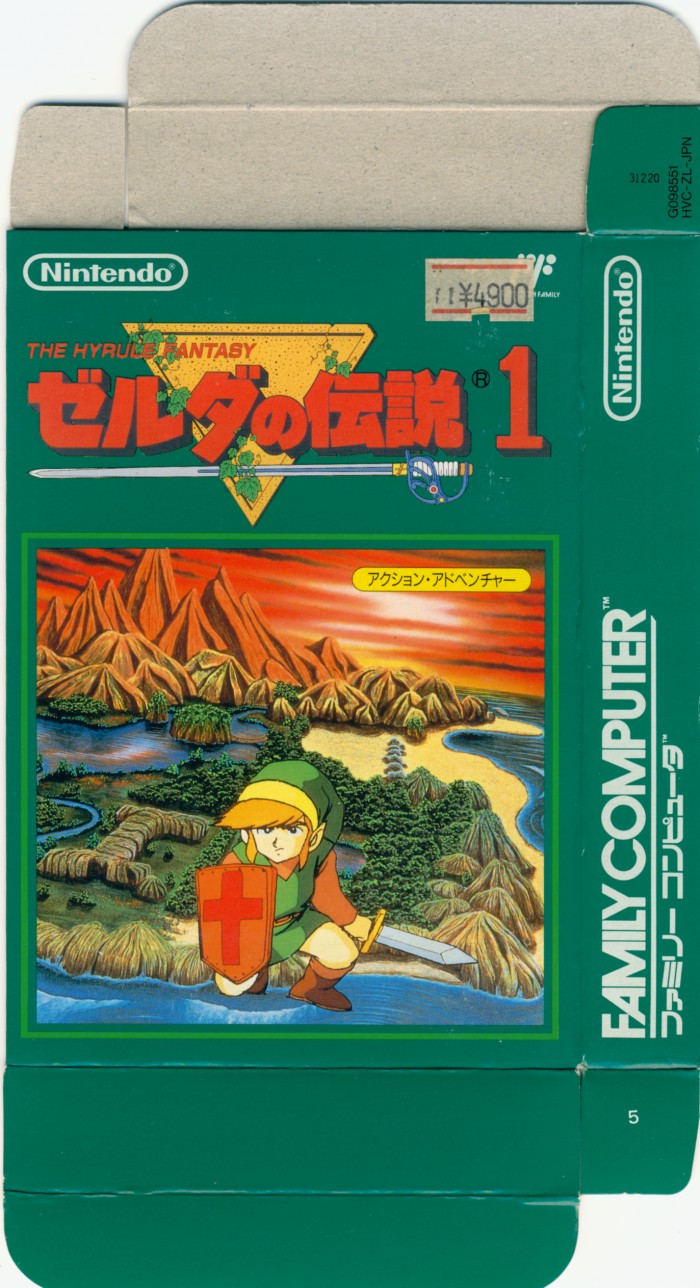 31220
G098551
HVC-ZL-JPN
Nintendo®
¥4900
FAMILY
THE HYRULE FANTASY
ゼルダの伝説® 1
アクション・アドベンチャー
Nintendo®
FAMILY COMPUTER™
ファミリー コンピュータ™
5